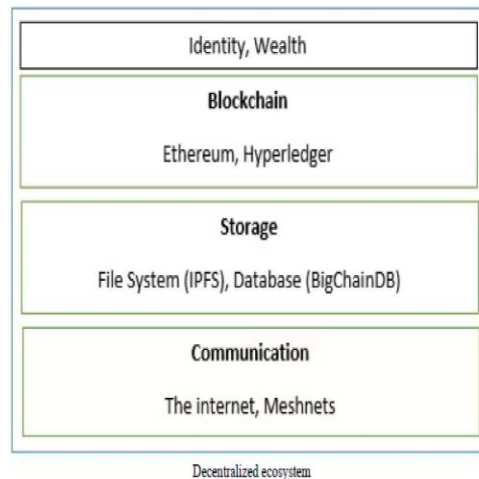 Identity, Wealth
Blockchain
Ethereum, Hyperledger
Storage
File System (IPFS), Database (BigChainDB)
Communication
The internet, Meshnets
Decentralized ecosystem